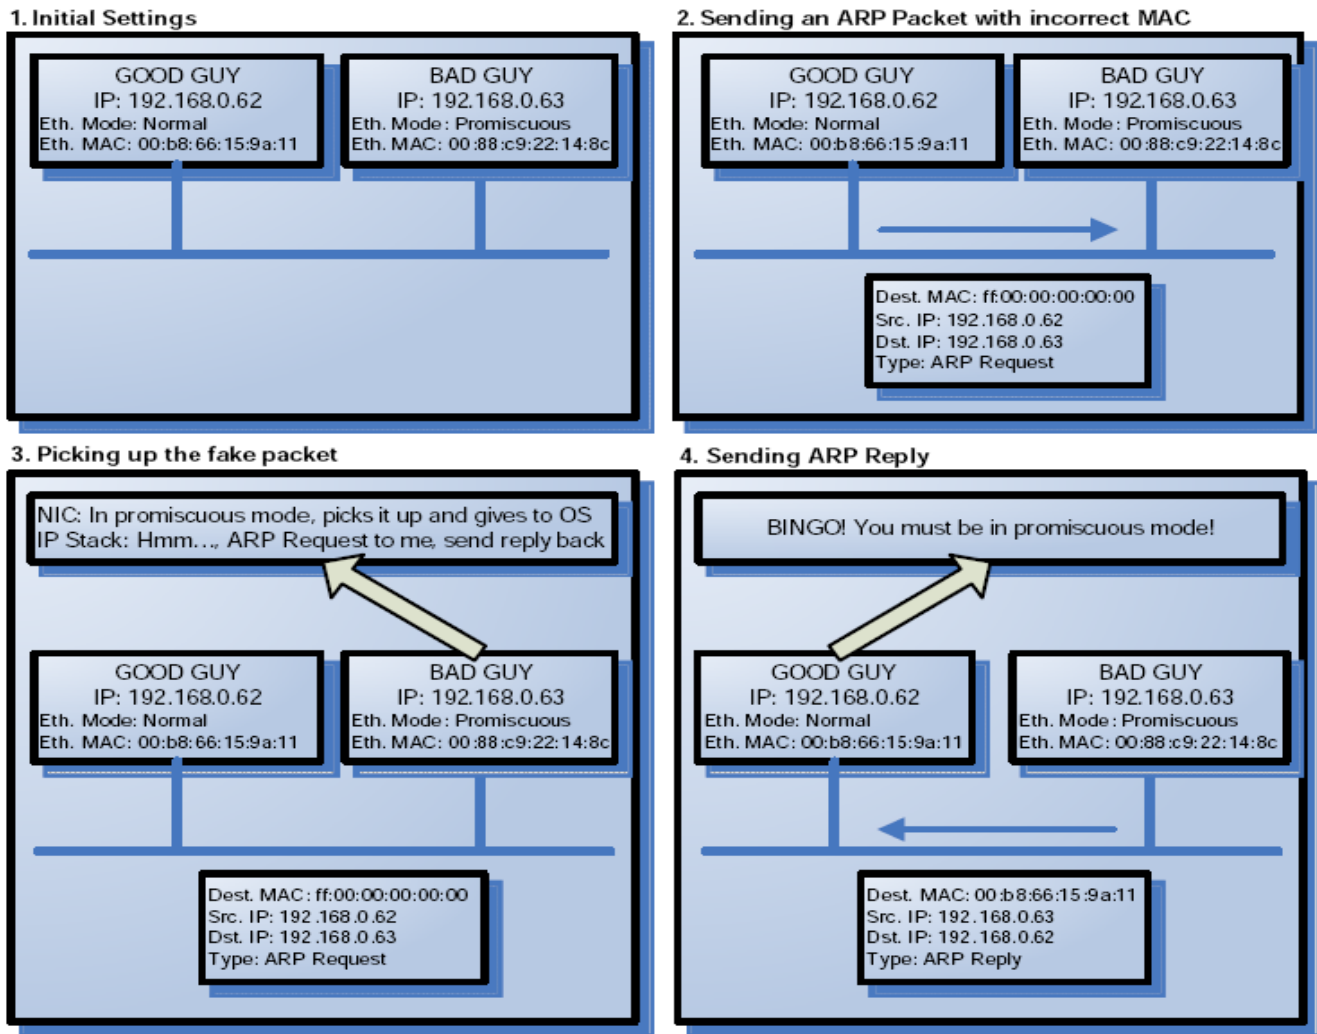 1. Initial Settings
GOOD GUY
IP: 192.168.0.62
Eth. Mode: Normal
Eth. MAC: 00:b8:66:15:9a:11
BAD GUY
IP: 192.168.0.63
Eth. Mode: Promiscuous
Eth. MAC: 00:88:c9:22:14:8c
2. Sending an ARP Packet with incorrect MAC
GOOD GUY
IP: 192.168.0.62
Eth. Mode: Normal
Eth. MAC: 00:b8:66:15:9a:11
BAD GUY
IP: 192.168.0.63
Eth. Mode: Promiscuous
Eth. MAC: 00:88:c9:22:14:8c
Dest. MAC: ff:00:00:00:00:00
Src. IP: 192.168.0.62
Dst. IP: 192.168.0.63
Type: ARP Request
3. Picking up the fake packet
NIC: In promiscuous mode, picks it up and gives to OS
IP Stack: Hmm..., ARP Request to me, send reply back
GOOD GUY
IP: 192.168.0.62
Eth. Mode: Normal
Eth. MAC: 00:b8:66:15:9a:11
BAD GUY
IP: 192.168.0.63
Eth. Mode: Promiscuous
Eth. MAC: 00:88:c9:22:14:8c
Dest. MAC: ff:00:00:00:00:00
Src. IP: 192.168.0.62
Dst. IP: 192.168.0.63
Type: ARP Request
4. Sending ARP Reply
BINGO! You must be in promiscuous mode!
GOOD GUY
IP: 192.168.0.62
Eth. Mode: Normal
Eth. MAC: 00:b8:66:15:9a:11
BAD GUY
IP: 192.168.0.63
Eth. Mode: Promiscuous
Eth. MAC: 00:88:c9:22:14:8c
Dest. MAC: 00:b8:66:15:9a:11
Src. IP: 192.168.0.63
Dst. IP: 192.168.0.62
Type: ARP Reply